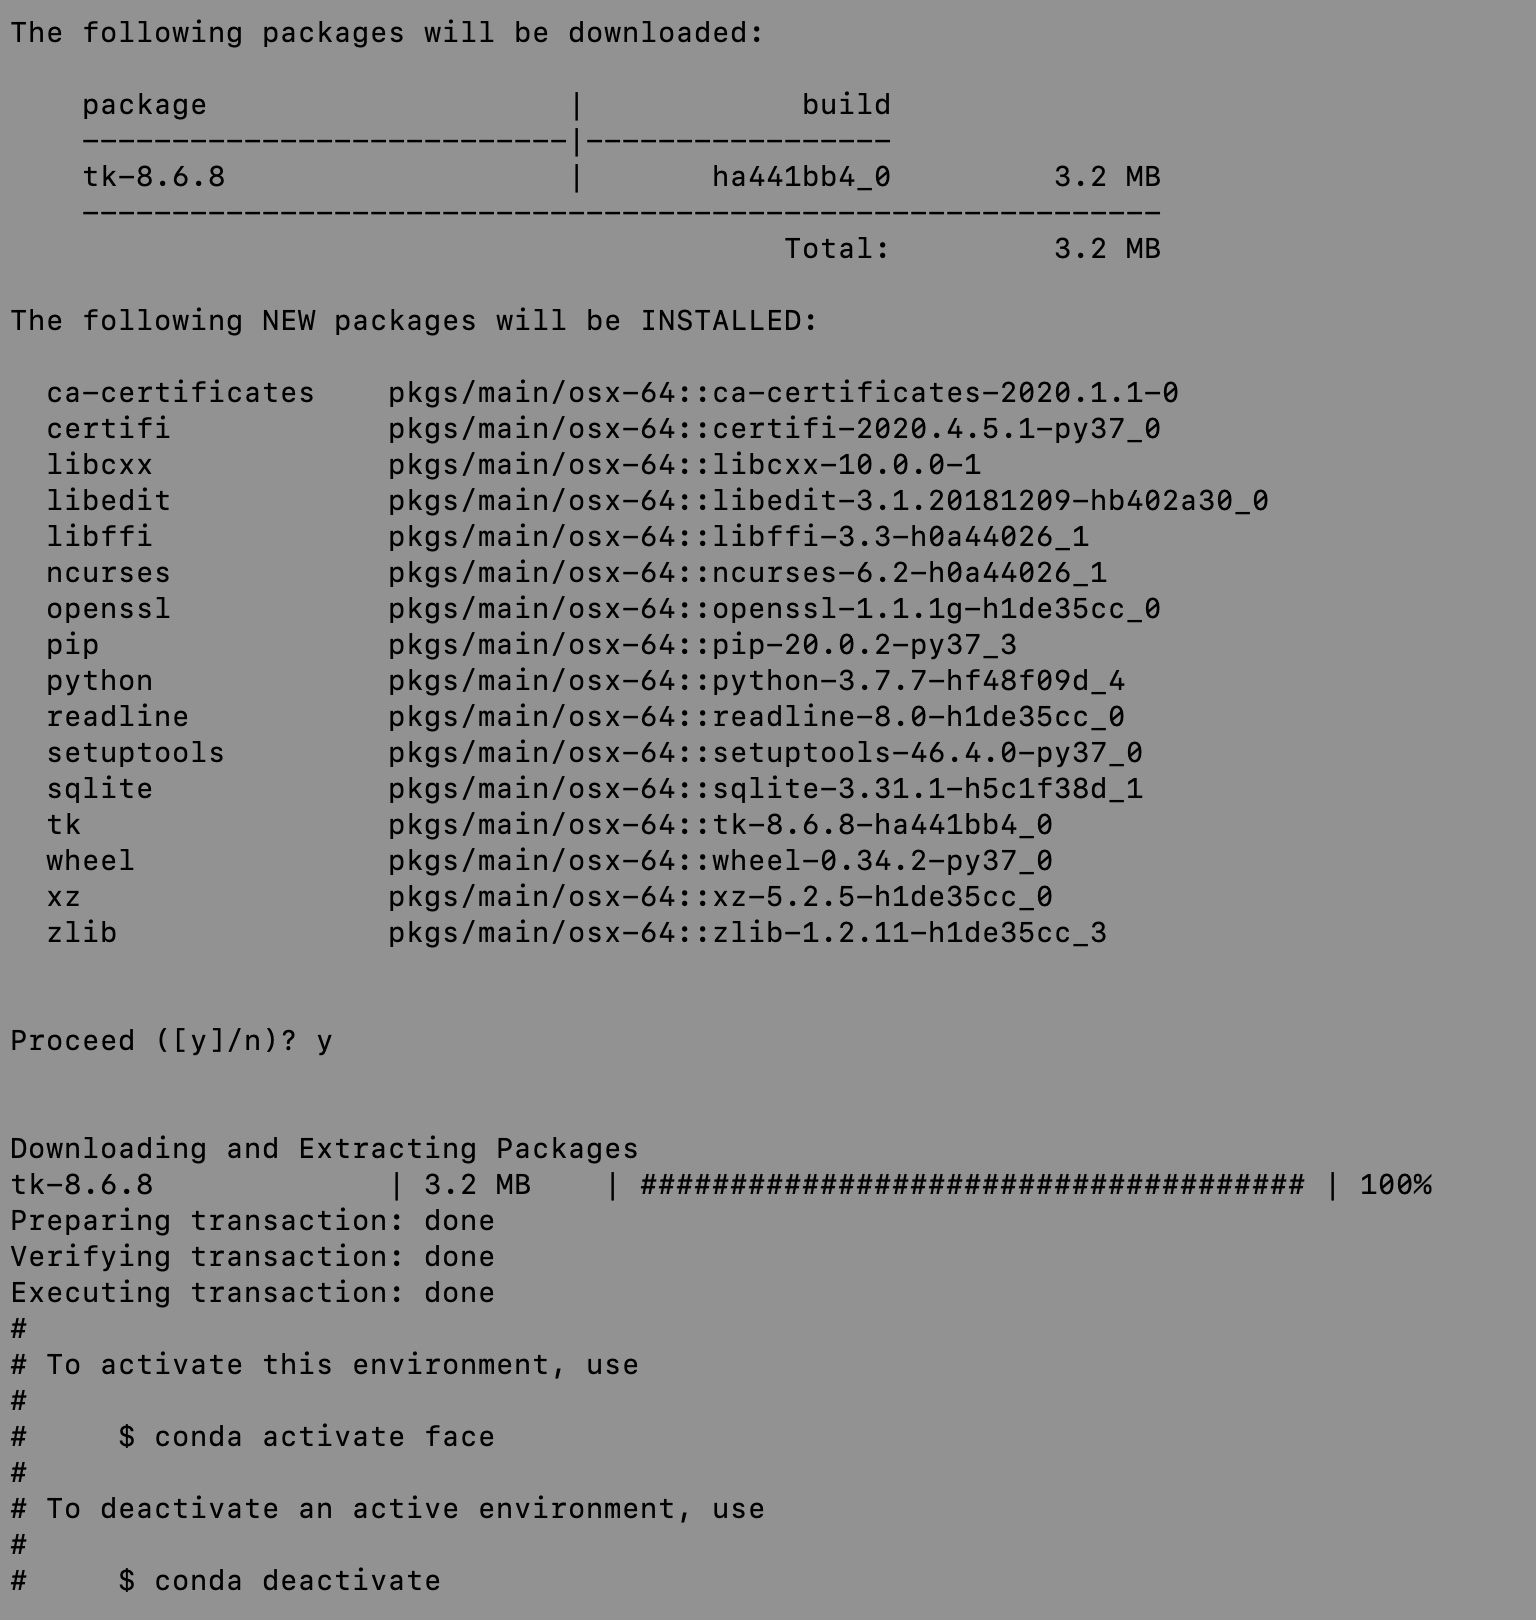 The following packages will be downloaded:
    package                    |            build
    ---------------------------|-----------------
    tk-8.6.8                   |       ha441bb4_0         3.2 MB
    ------------------------------------------------------------
                                           Total:         3.2 MB
The following NEW packages will be INSTALLED:
  ca-certificates    pkgs/main/osx-64::ca-certificates-2020.1.1-0
  certifi            pkgs/main/osx-64::certifi-2020.4.5.1-py37_0
  libcxx             pkgs/main/osx-64::libcxx-10.0.0-1
  libedit            pkgs/main/osx-64::libedit-3.1.20181209-hb402a30_0
  libffi             pkgs/main/osx-64::libffi-3.3-h0a44026_1
  ncurses            pkgs/main/osx-64::ncurses-6.2-h0a44026_1
  openssl            pkgs/main/osx-64::openssl-1.1.1g-h1de35cc_0
  pip                pkgs/main/osx-64::pip-20.0.2-py37_3
  python             pkgs/main/osx-64::python-3.7.7-hf48f09d_4
  readline           pkgs/main/osx-64::readline-8.0-h1de35cc_0
  setuptools         pkgs/main/osx-64::setuptools-46.4.0-py37_0
  sqlite             pkgs/main/osx-64::sqlite-3.31.1-h5c1f38d_1
  tk                 pkgs/main/osx-64::tk-8.6.8-ha441bb4_0
  wheel              pkgs/main/osx-64::wheel-0.34.2-py37_0
  xz                 pkgs/main/osx-64::xz-5.2.5-h1de35cc_0
  zlib               pkgs/main/osx-64::zlib-1.2.11-h1de35cc_3
Proceed ([y]/n)? y
Downloading and Extracting Packages
tk-8.6.8             | 3.2 MB    | ##################################### | 100%
Preparing transaction: done
Verifying transaction: done
Executing transaction: done
#
# To activate this environment, use
#
#     $ conda activate face
#
# To deactivate an active environment, use
#
#     $ conda deactivate